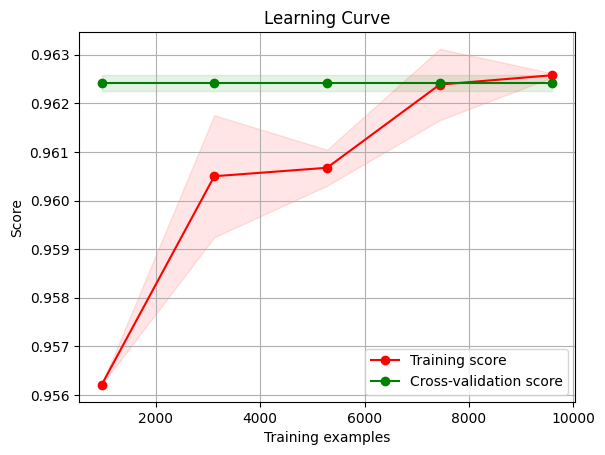 Learning Curve
0.963
0.962
0.961
0.960
0.959
0.958
0.957
0.956
Score
Training score
Cross-validation score
2000 4000 6000 8000 10000
Training examples